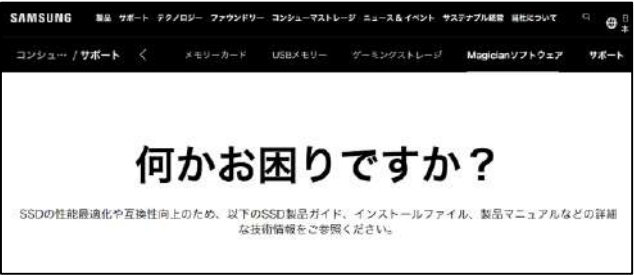 SAMSUNG 製品 サポート テクノロジー ファウンドリー コンシューマストレージ ニュース&イベント サステナブル経営 当社について 日本
コンシュ… / サポート < メモリーカード USBメモリー ゲーミングストレージ Magicianソフトウェア サポート
何かお困りですか？
SSDの性能最適化や互換性向上のため、以下のSSD製品ガイド、インストールファイル、製品マニュアルなどの詳細
な技術情報をご参照ください。